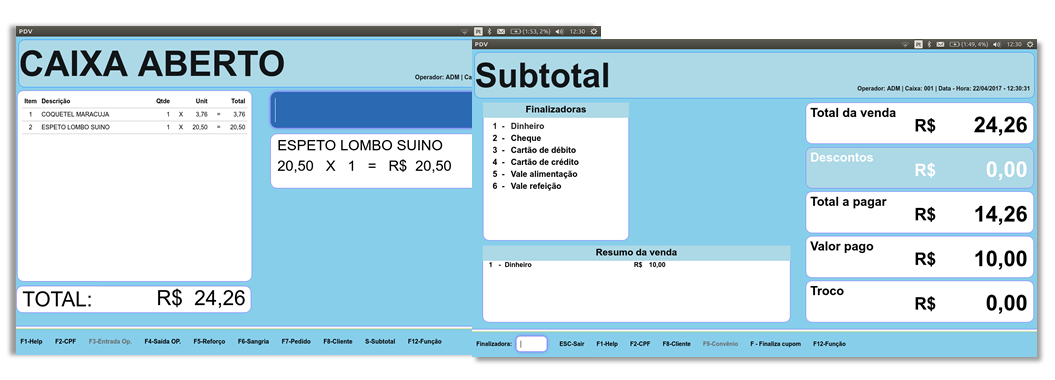 PDV
(1:53, 2%) 12:30
CAIXA ABERTO
Operador: ADM | Ca
Item Descrição Qtde Unit Total
1 COQUETEL MARACUJA 1 X 3,76 = 3,76
2 ESPETO LOMBO SUINO 1 X 20,50 = 20,50
ESPETO LOMBO SUINO
20,50 X 1 = R$ 20,50
TOTAL: R$ 24,26
F1-Help F2-CPF F3-Entrada Op. F4-Saída OP. F5-Reforço F6-Sangria F7-Pedido F8-Cliente S-Subtotal F12-Função
PDV
(1:49, 4%) 12:30
Subtotal
Operador: ADM | Caixa: 001 | Data - Hora: 22/04/2017 - 12:30:31
Finalizadoras
1 - Dinheiro
2 - Cheque
3 - Cartão de débito
4 - Cartão de crédito
5 - Vale alimentação
6 - Vale refeição
Resumo da venda
1 - Dinheiro R$ 10,00
Total da venda
R$ 24,26
Descontos
R$ 0,00
Total a pagar
R$ 14,26
Valor pago
R$ 10,00
Troco
R$ 0,00
Finalizadora: ESC-Sair F1-Help F2-CPF F8-Cliente F9-Convênio F - Finaliza cupom F12-Função